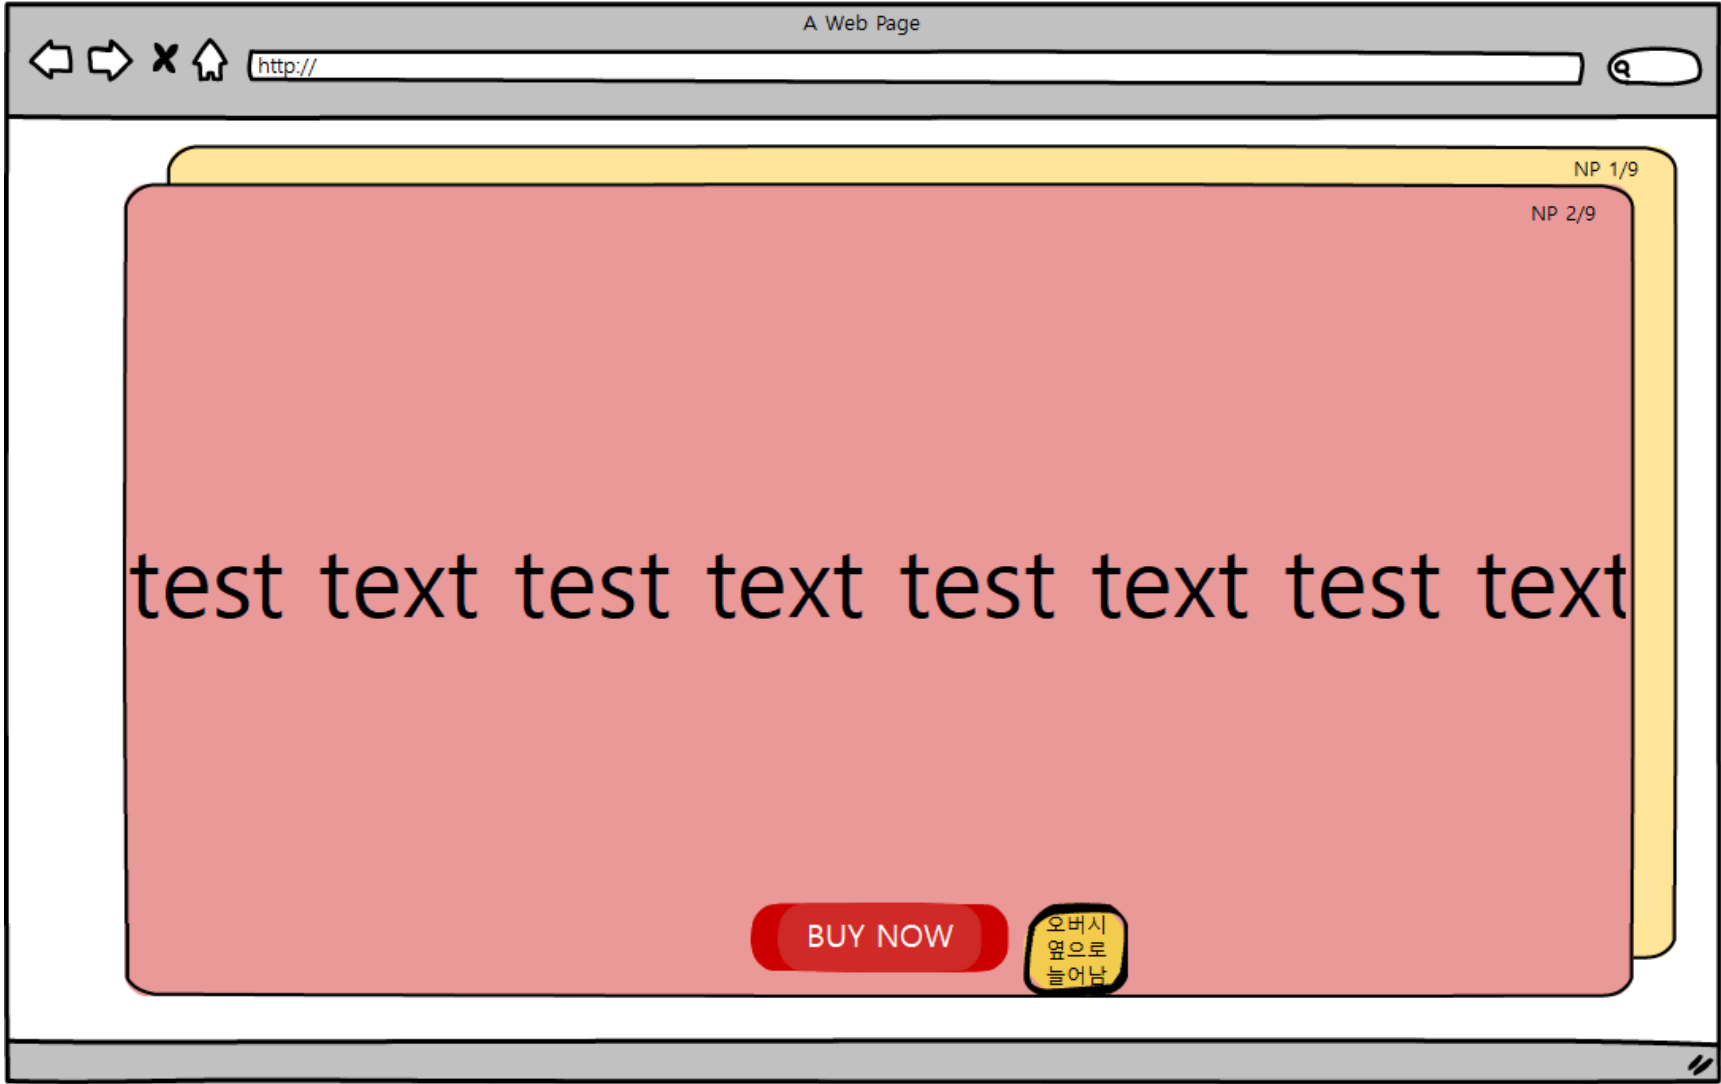 A Web Page
http://
NP 1/9
NP 2/9
test text test text test text test text
BUY NOW
오버시
옆으로
늘어남